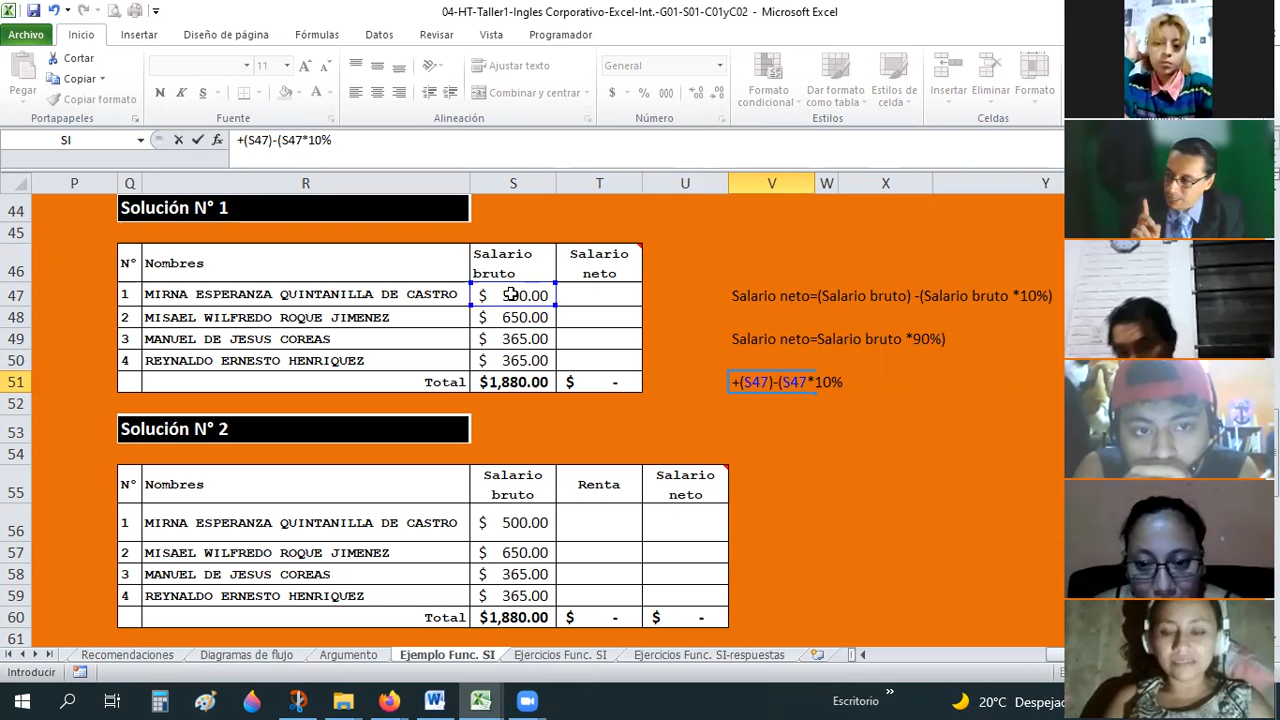 04-HT-Taller1-Ingles Corporativo-Excel-Int.-G01-S01-C01yC02 - Microsoft Excel
Archivo Inicio Insertar Diseño de página Fórmulas Datos Revisar Vista Programador
Pegar
Cortar
Copiar
Copiar formato
Portapapeles
11
N K S
Fuente
Ajustar texto
Combinar y centrar
Alineación
General
$ % 000
Número
Formato condicional
Dar formato como tabla
Estilos de celda
Estilos
Insertar Eliminar Formato
Celdas
SI fx +(S47)-(S47*10%
P Q R S T U V W X Y
44 Solución N° 1
45
46 N° Nombres Salario bruto Salario neto
47 1 MIRNA ESPERANZA QUINTANILLA DE CASTRO $ Salario neto=(Salario bruto) -(Salario bruto *10%)
48 2 MISAEL WILFREDO ROQUE JIMENEZ $ 650.00
49 3 MANUEL DE JESUS COREAS $ 365.00 Salario neto=Salario bruto *90%)
50 4 REYNALDO ERNESTO HENRIQUEZ $ 365.00
51 Total $1,880.00 $ - +(S47)-(S47*10%
52
53 Solución N° 2
54
55 N° Nombres Salario bruto Renta Salario neto
56 1 MIRNA ESPERANZA QUINTANILLA DE CASTRO $ 500.00
57 2 MISAEL WILFREDO ROQUE JIMENEZ $ 650.00
58 3 MANUEL DE JESUS COREAS $ 365.00
59 4 REYNALDO ERNESTO HENRIQUEZ $ 365.00
60 Total $1,880.00 $ - $ -
61
Recomendaciones Diagramas de flujo Argumento Ejemplo Func. SI Ejercicios Func. SI Ejercicios Func. SI-respuestas
Introducir
Escritorio » 20°C